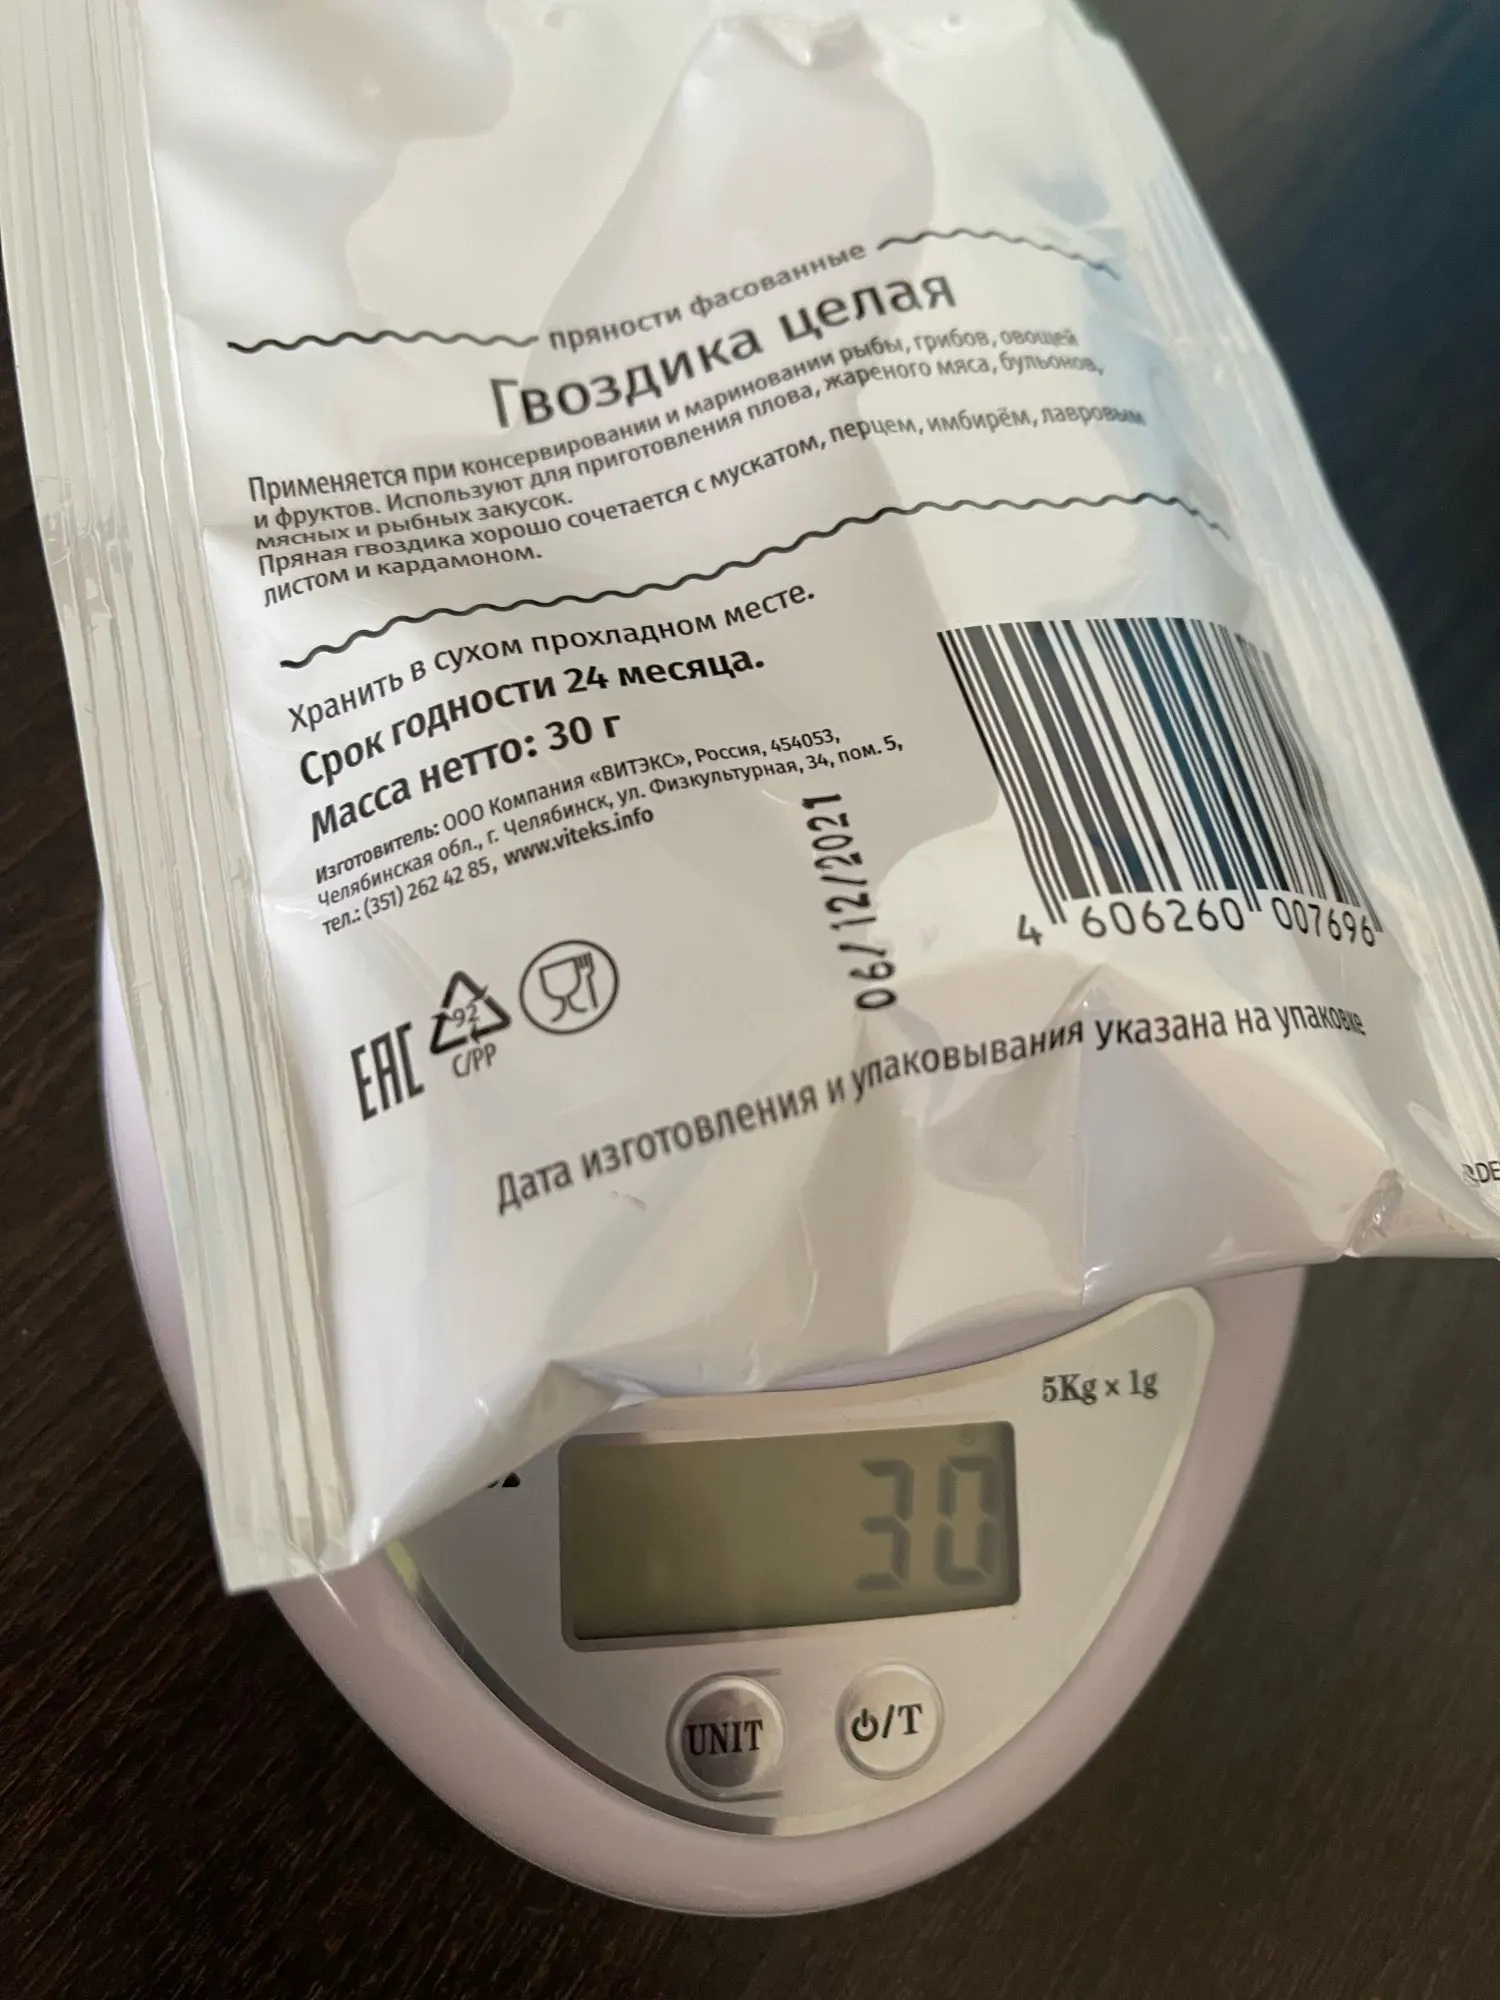 пряности фасованные
Гвоздика целая
Применяется при консервировании и мариновании рыбы, грибов, овощей
и фруктов. Используют для приготовления плова, жареного мяса, бульонов,
мясных и рыбных закусок.
Пряная гвоздика хорошо сочетается с мускатом, перцем, имбирём, лавровым
листом и кардамоном.
Хранить в сухом прохладном месте.
Срок годности 24 месяца.
Масса нетто: 30 г
Изготовитель: ООО Компания «ВИТЭКС», Россия, 454053,
Челябинская обл., г. Челябинск, ул. Физкультурная, 34, пом. 5,
тел.: (351) 262 42 85, www.viteks.info
06/12/2021
4 606260 007696
EAC
92
C/PP
Дата изготовления и упаковывания указана на упаковке
5Kg × 1g
30
UNIT
/T